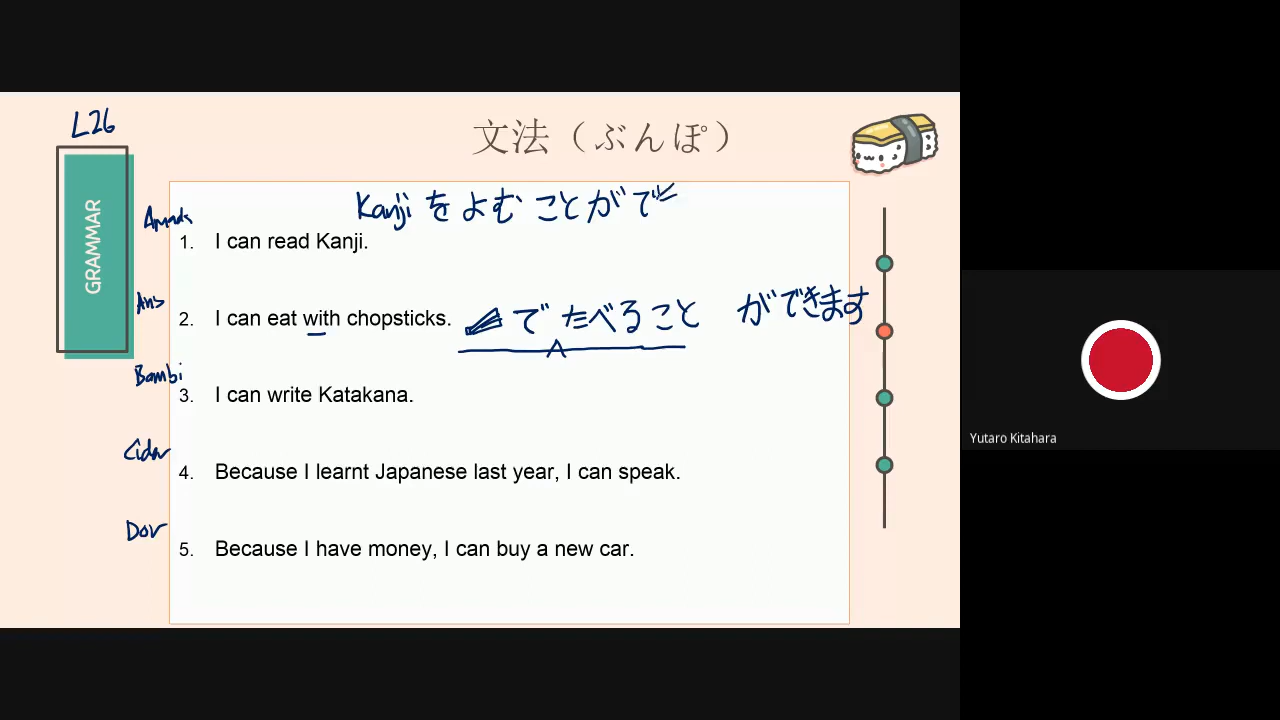 L26
文法（ぶんぽ）
GRAMMAR
Kanji をよむ ことが で
1. I can read Kanji.
Ans
2. I can eat with chopsticks. で たべること ができます
Bambi
3. I can write Katakana.
4. Because I learnt Japanese last year, I can speak.
5. Because I have money, I can buy a new car.
Yutaro Kitahara